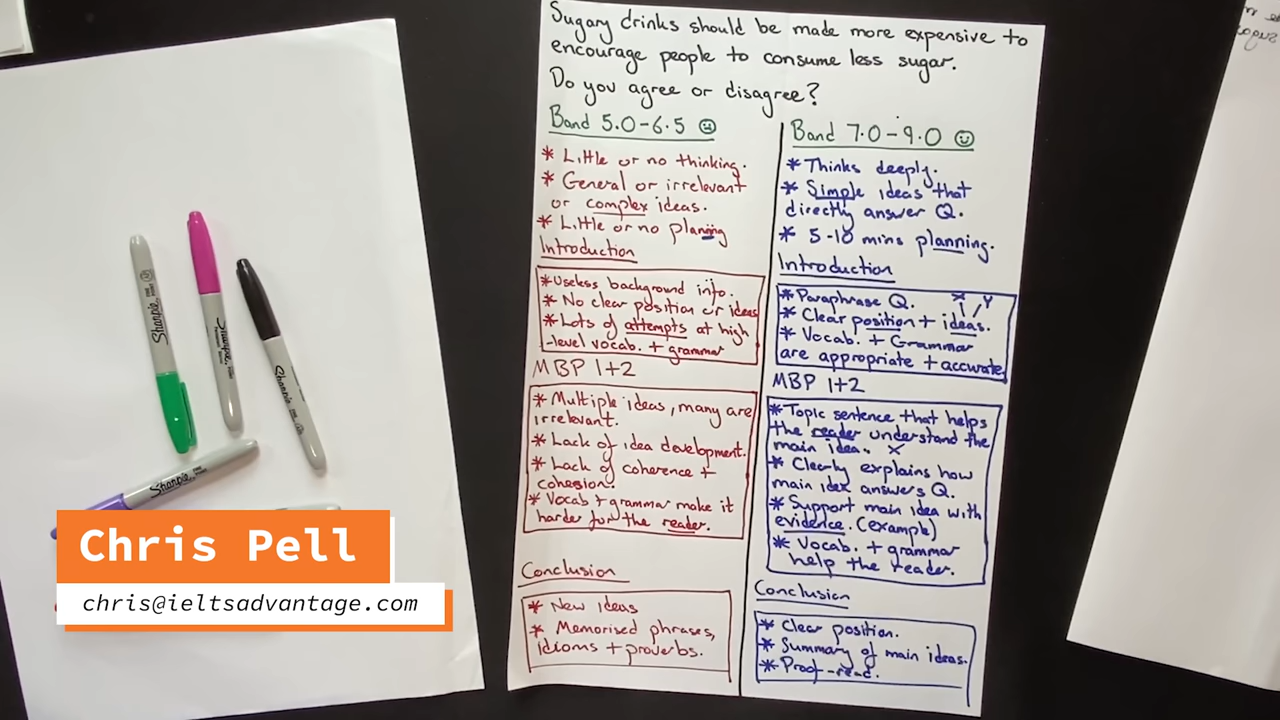 Sugary drinks should be made more expensive to
encourage people to consume less sugar.
Do you agree or disagree?
Band 5.0-6.5
* Little or no thinking.
* General or irrelevant
or complex ideas.
* Little or no planning
Introduction
*Useless background info.
* No clear position or ideas
*Lots of attempts at high
-level vocab. + grammar
MBP 1+2
* Multiple ideas, many are
irrelevant.
* Lack of idea development.
* Lack of coherence +
cohesion.
* Vocab + grammar make it
harder for the reader.
Conclusion
* New ideas
* Memorised phrases,
idioms + proverbs.
Band 7.0-9.0
* Thinks deeply.
* Simple ideas that
directly answer Q.
* 5-10 mins planning.
Introduction
* Paraphrase Q. X Y
* Clear position + ideas.
* Vocab. + Grammar
are appropriate + accurate.
MBP 1+2
* Topic sentence that helps
the reader understand the
main idea. X
* Clearly explains how
main idea answers Q.
* Support main idea with
evidence. (example)
* Vocab. + grammar
help the reader.
Conclusion
* Clear position.
* Summary of main ideas.
* Proof-read.
Sharpie
Sharpie
Sharpie
Sharpie
Chris Pell
chris@ieltsadvantage.com